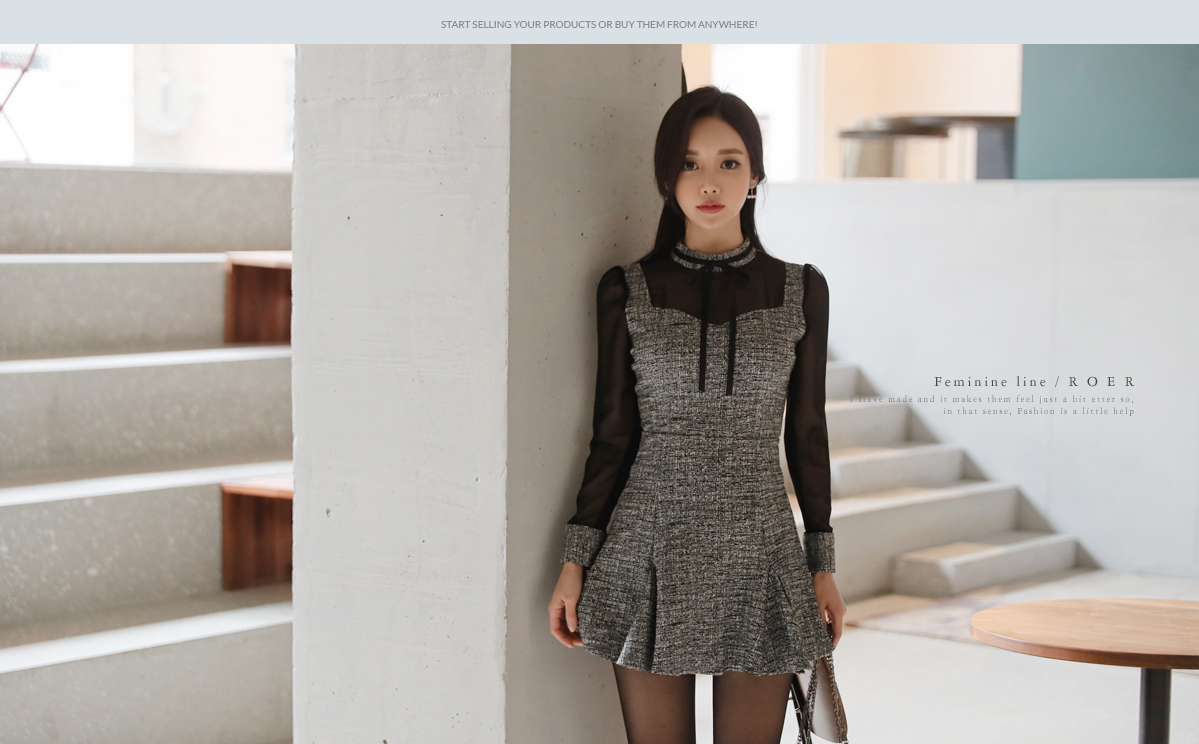 START SELLING YOUR PRODUCTS OR BUY THEM FROM ANYWHERE!
Feminine line / R O E R
I have made and it makes them feel just a bit etter so,
in that sense, Fashion is a little help